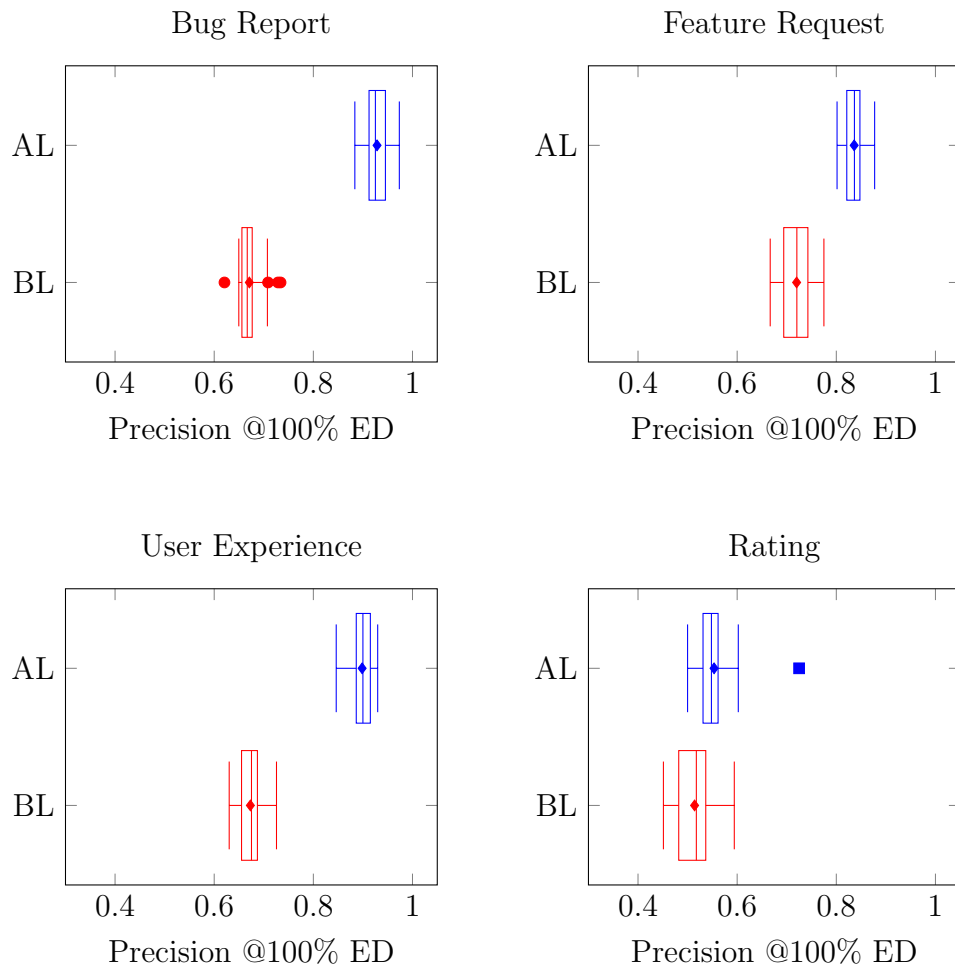 Bug Report
AL
BL
0.4 0.6 0.8 1
Precision @100% ED
Feature Request
AL
BL
0.4 0.6 0.8 1
Precision @100% ED
User Experience
AL
BL
0.4 0.6 0.8 1
Precision @100% ED
Rating
AL
BL
0.4 0.6 0.8 1
Precision @100% ED